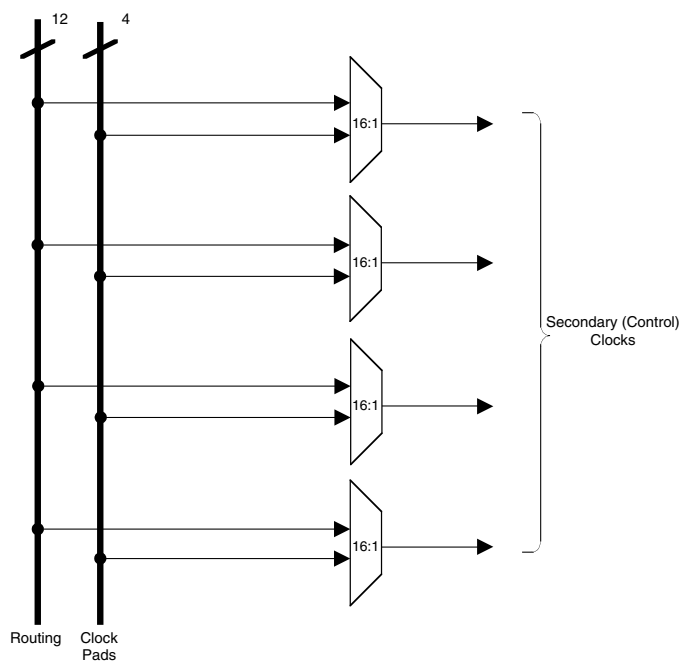 12
4
16:1
16:1
16:1
16:1
Secondary (Control)
Clocks
Routing
Clock
Pads